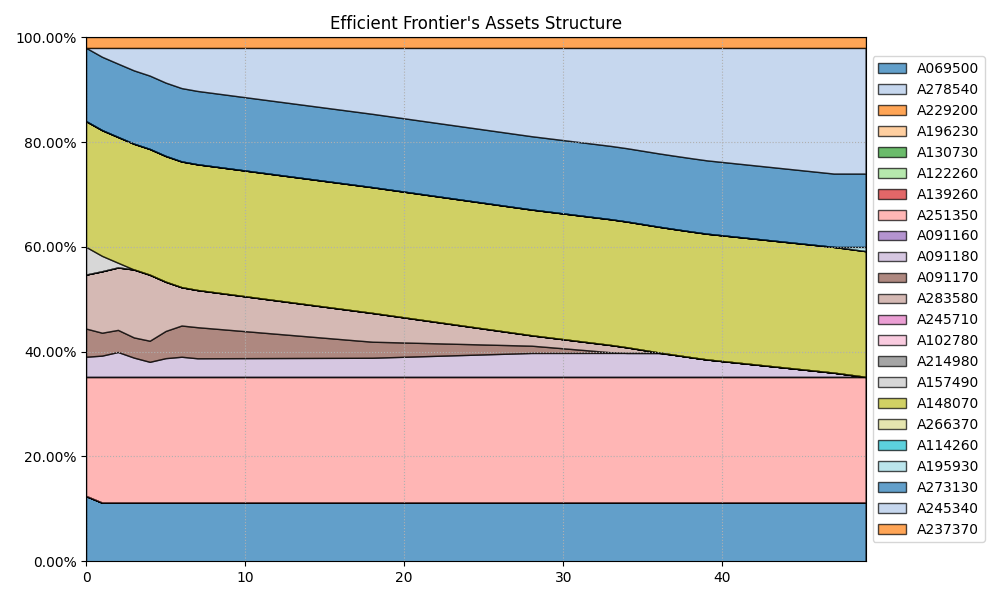 Efficient Frontier's Assets Structure
100.00%
80.00%
60.00%
40.00%
20.00%
0.00%
0
10
20
30
40
A069500
A278540
A229200
A196230
A130730
A122260
A139260
A251350
A091160
A091180
A091170
A283580
A245710
A102780
A214980
A157490
A148070
A266370
A114260
A195930
A273130
A245340
A237370